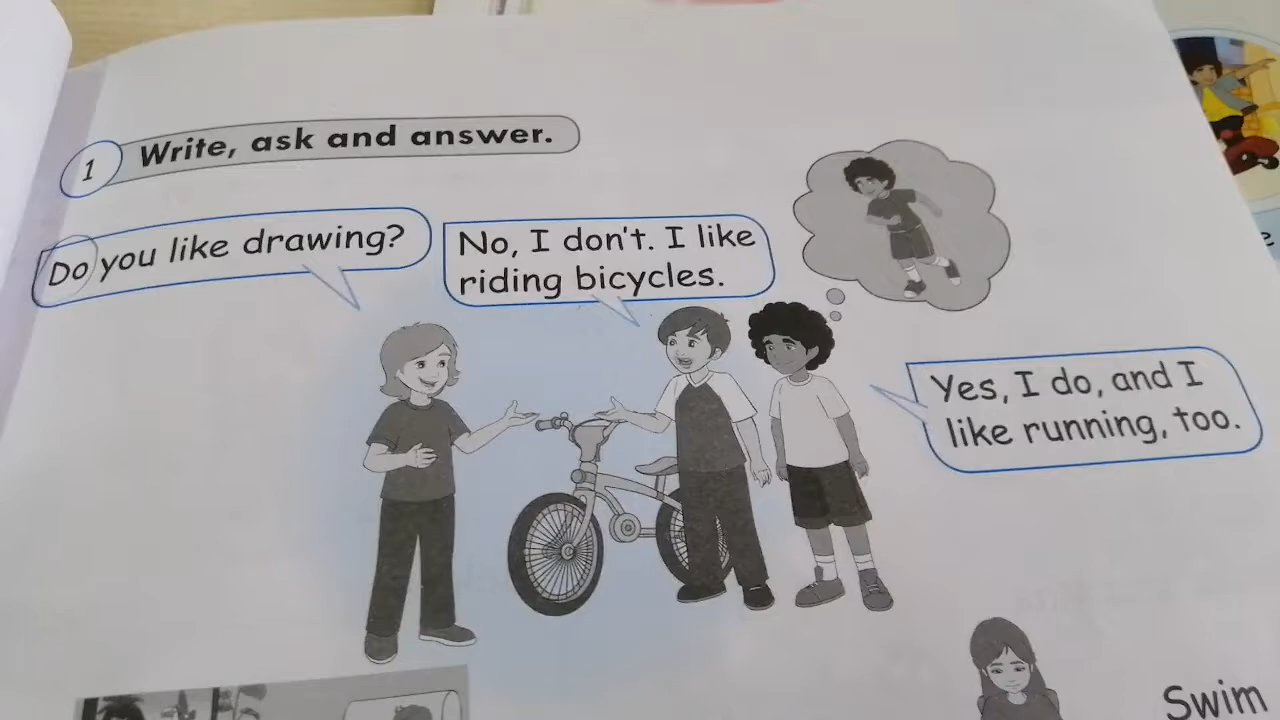 1 Write, ask and answer.
Do you like drawing?
No, I don't. I like
riding bicycles.
Yes, I do, and I
like running, too.
Swim